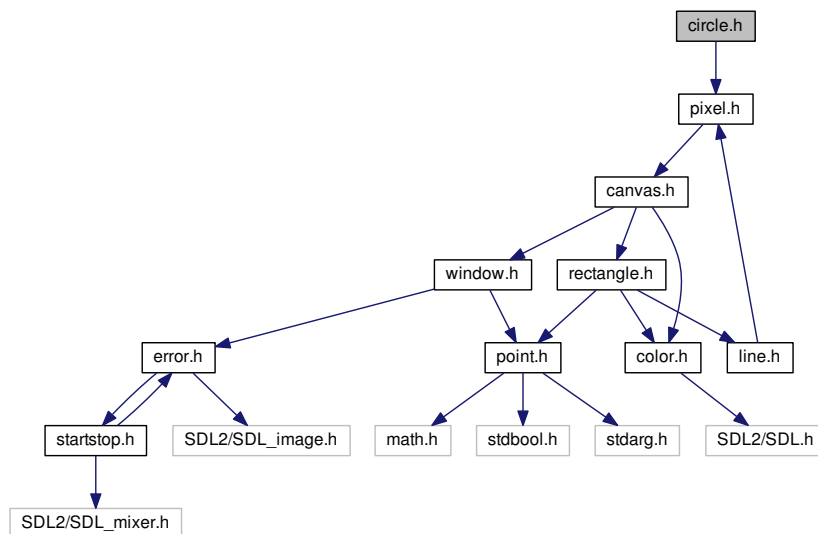 circle.h
pixel.h
canvas.h
window.h
rectangle.h
error.h
point.h
color.h
line.h
startstop.h
SDL2/SDL_image.h
math.h
stdbool.h
stdarg.h
SDL2/SDL.h
SDL2/SDL_mixer.h